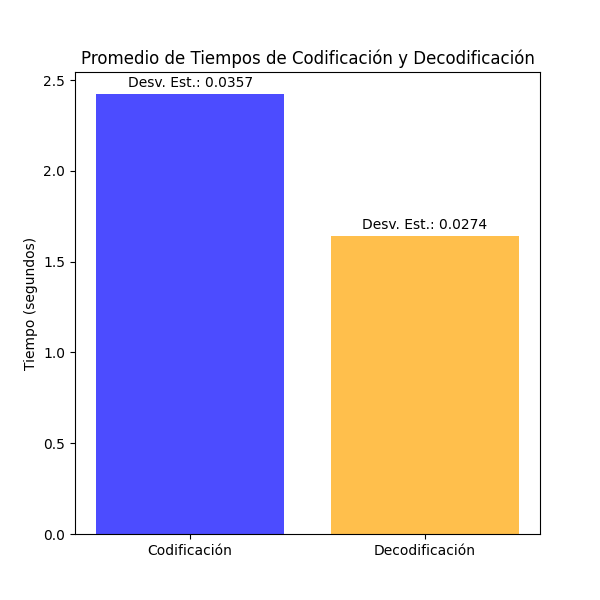 Promedio de Tiempos de Codificación y Decodificación
Desv. Est.: 0.0357
Desv. Est.: 0.0274
Tiempo (segundos)
2.5
2.0
1.5
1.0
0.5
0.0
Codificación
Decodificación